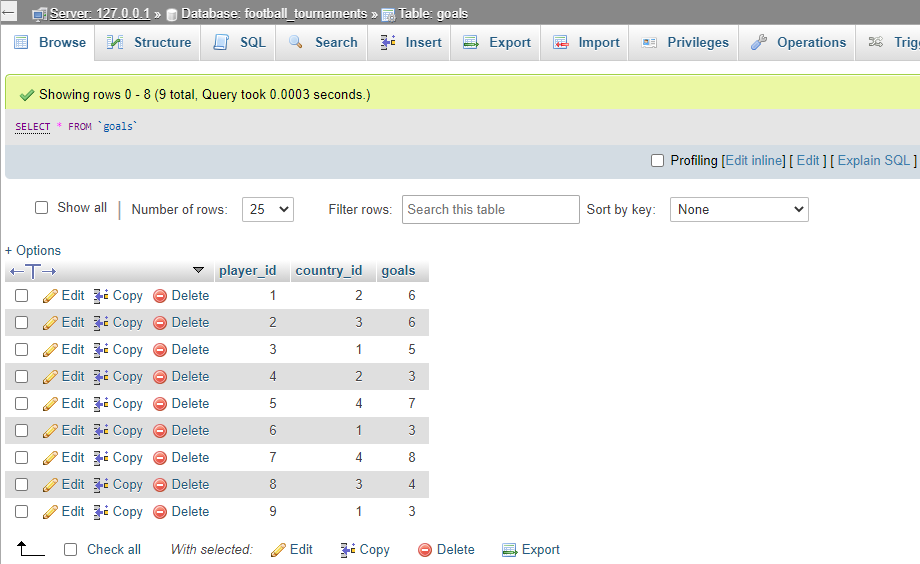 Server: 127.0.0.1 » Database: football_tournaments » Table: goals
Browse Structure SQL Search Insert Export Import Privileges Operations Trig
Showing rows 0 - 8 (9 total, Query took 0.0003 seconds.)
SELECT * FROM `goals`
Profiling [Edit inline] [ Edit ] [ Explain SQL ]
Show all | Number of rows: 25 Filter rows: Search this table Sort by key: None
+ Options
←T→ player_id country_id goals
Edit Copy Delete 1 2 6
Edit Copy Delete 2 3 6
Edit Copy Delete 3 1 5
Edit Copy Delete 4 2 3
Edit Copy Delete 5 4 7
Edit Copy Delete 6 1 3
Edit Copy Delete 7 4 8
Edit Copy Delete 8 3 4
Edit Copy Delete 9 1 3
Check all With selected: Edit Copy Delete Export